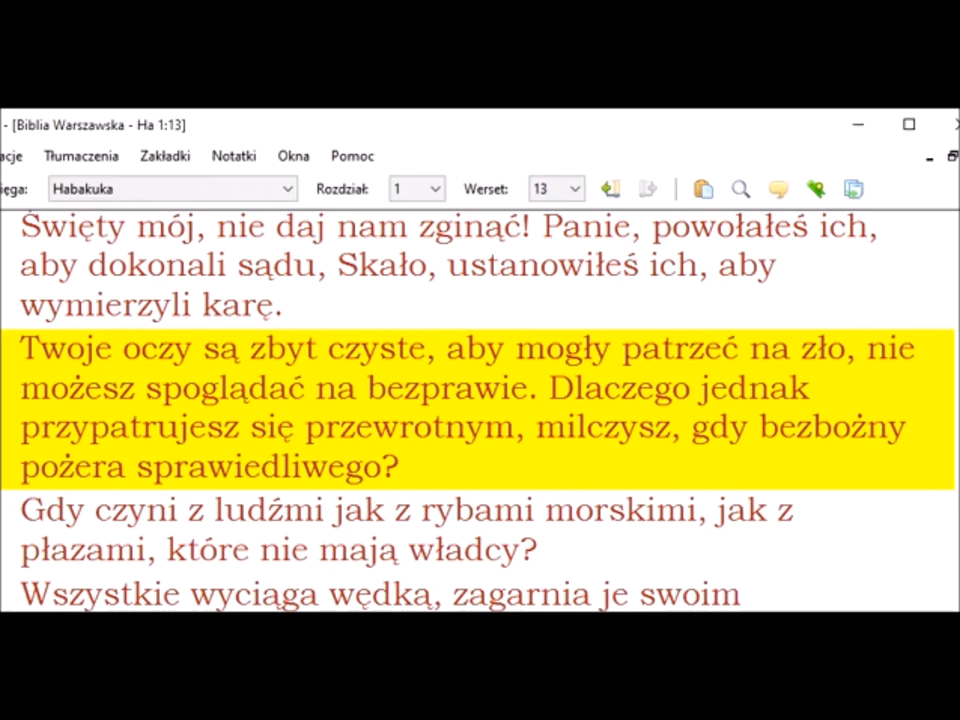 - [Biblia Warszawska - Ha 1:13]
acje Tłumaczenia Zakładki Notatki Okna Pomoc
ięga: Habakuka Rozdział: 1 Werset: 13
Święty mój, nie daj nam zginąć! Panie, powołałeś ich,
aby dokonali sądu, Skało, ustanowiłeś ich, aby
wymierzyli karę.
Twoje oczy są zbyt czyste, aby mogły patrzeć na zło, nie
możesz spoglądać na bezprawie. Dlaczego jednak
przypatrujesz się przewrotnym, milczysz, gdy bezbożny
pożera sprawiedliwego?
Gdy czyni z ludźmi jak z rybami morskimi, jak z
płazami, które nie mają władcy?
Wszystkie wyciąga wędką, zagarnia je swoim